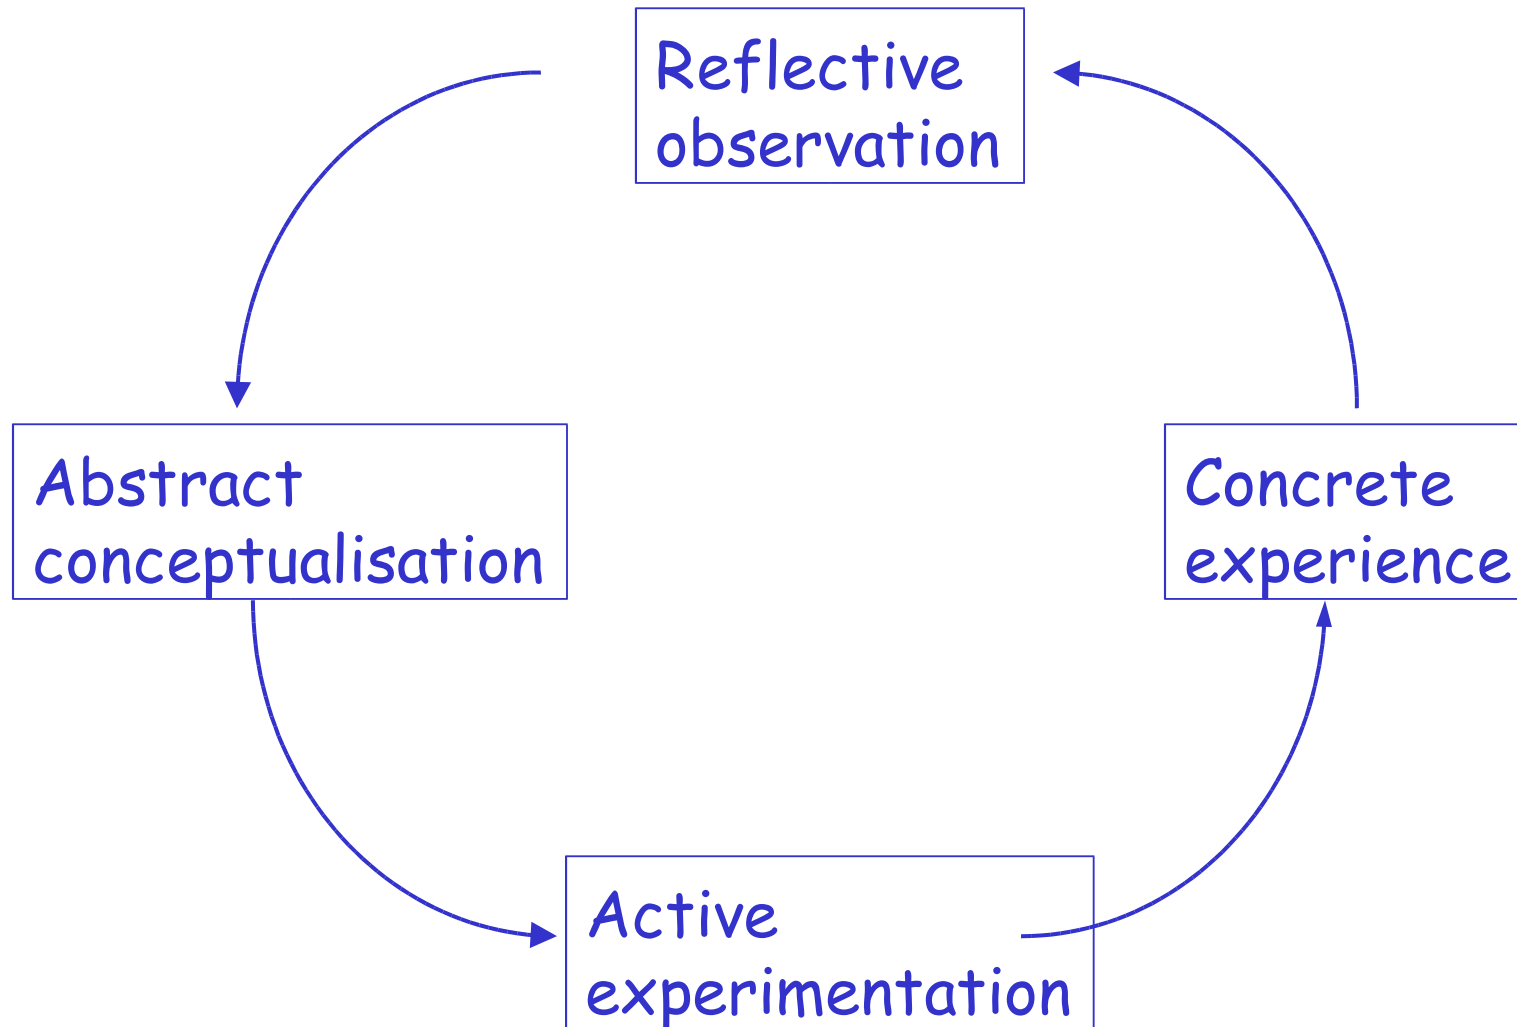 Reflective
observation
Abstract
conceptualisation
Concrete
experience
Active
experimentation